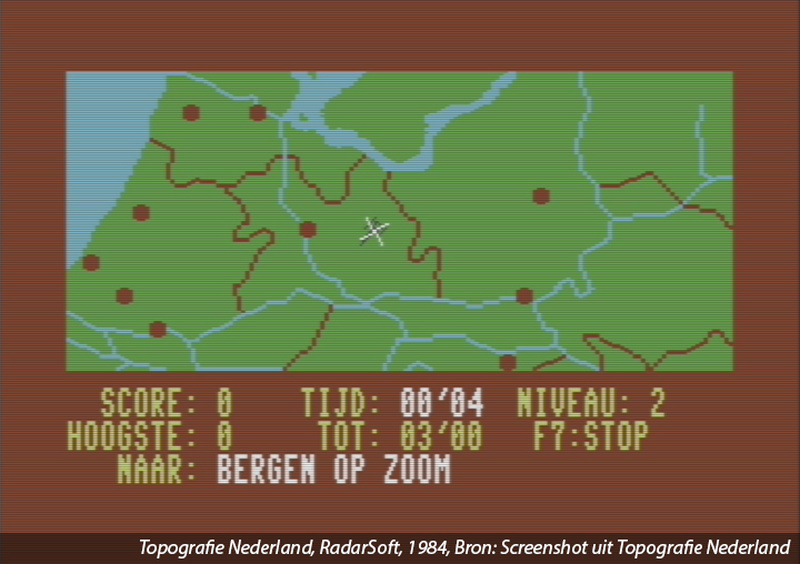 SCORE: 0 TIJD: 00'04 NIVEAU: 2
HOOGSTE: 0 TOT: 03'00 F7:STOP
NAAR: BERGEN OP ZOOM
Topografie Nederland, RadarSoft, 1984, Bron: Screenshot uit Topografie Nederland